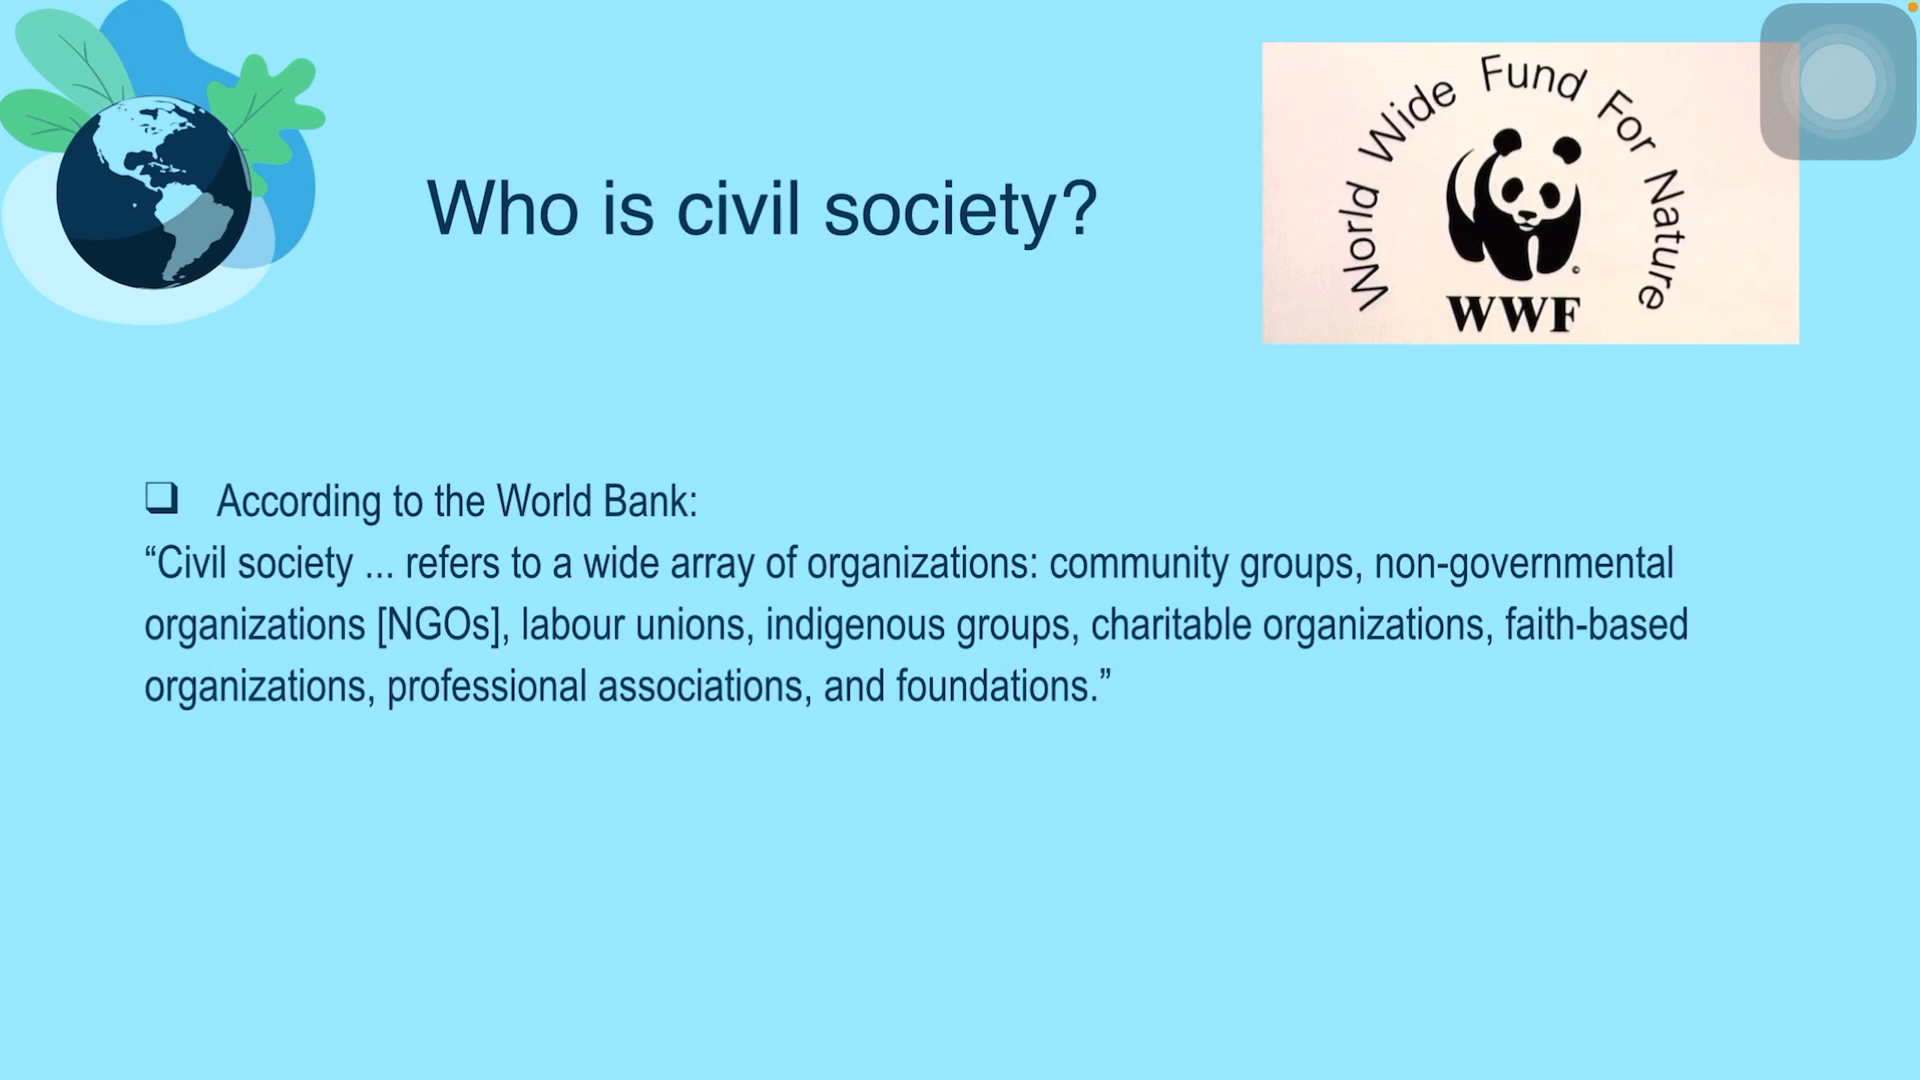 Who is civil society?
World Wide Fund For Nature
WWF
According to the World Bank:
“Civil society ... refers to a wide array of organizations: community groups, non-governmental
organizations [NGOs], labour unions, indigenous groups, charitable organizations, faith-based
organizations, professional associations, and foundations.”